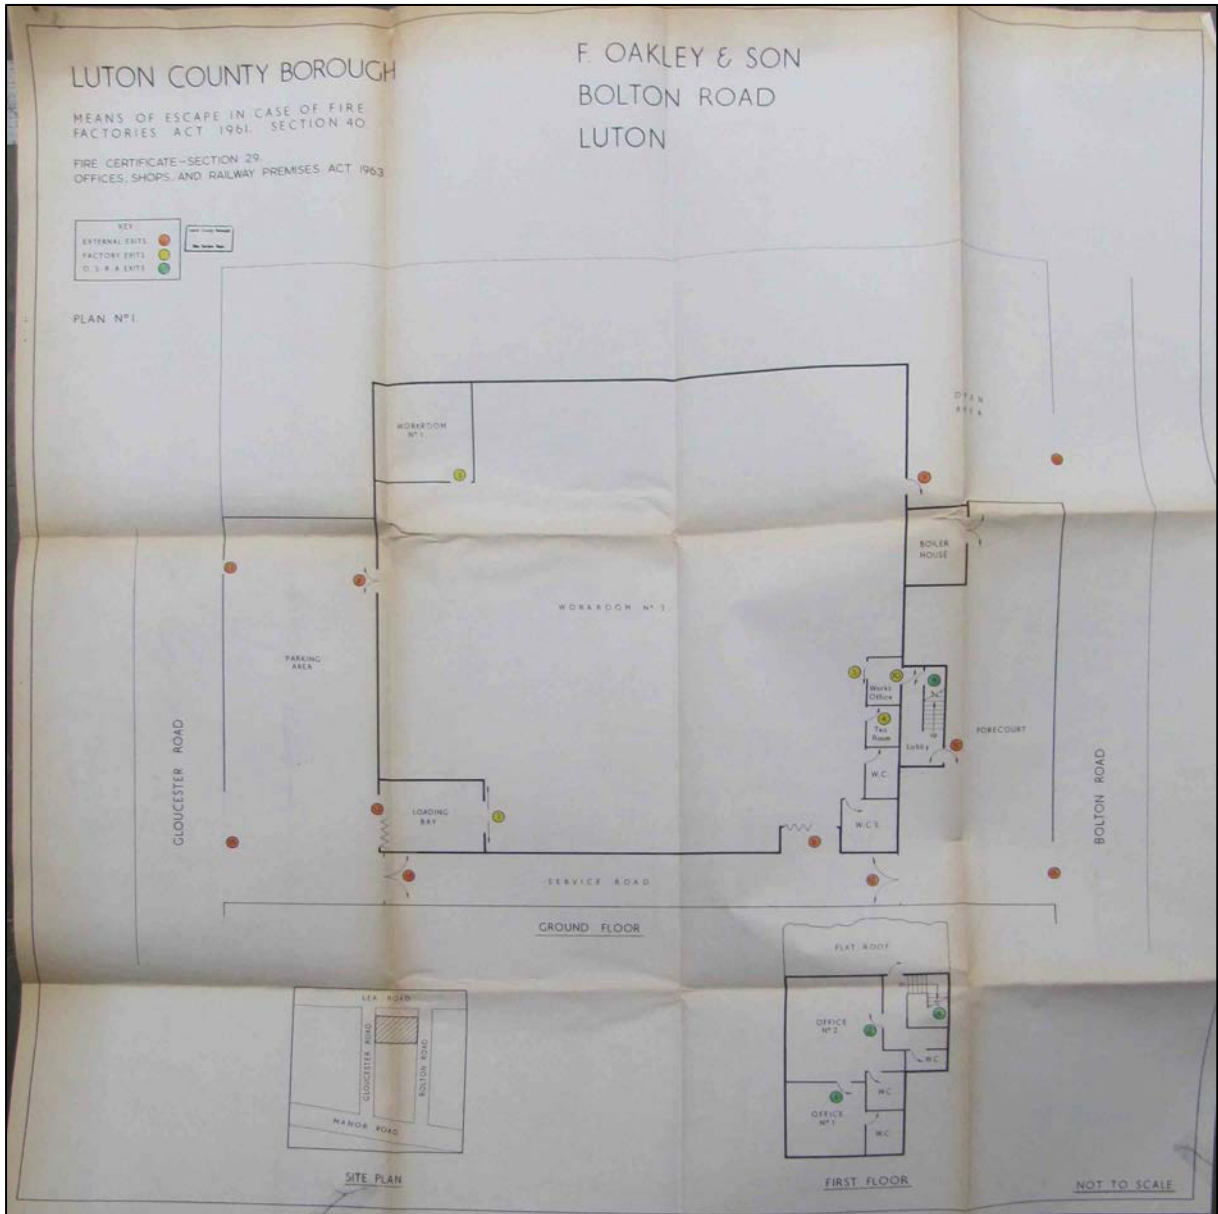 LUTON COUNTY BOROUGH
MEANS OF ESCAPE IN CASE OF FIRE
FACTORIES ACT 1961. SECTION 40
FIRE CERTIFICATE-SECTION 29.
OFFICES, SHOPS, AND RAILWAY PREMISES ACT 1963
F. OAKLEY & SON
BOLTON ROAD
LUTON
KEY
EXTERNAL EXITS
FACTORY EXITS
O. S. R. A EXITS
PLAN Nº 1.
WORKROOM
Nº 1.
OPEN
AREA
BOILER
HOUSE
WORKROOM Nº 2.
PARKING
AREA
Works
Office
Tea
Room
Lobby
UP
FORECOURT
W.C.
W.C'S.
LOADING
BAY
GLOUCESTER ROAD
BOLTON ROAD
SERVICE ROAD
GROUND FLOOR
FLAT ROOF
OFFICE
Nº 2
W.C
W.C
OFFICE
Nº 1
W.C.
FIRST FLOOR
LEA ROAD
GLOUCESTER ROAD
BOLTON ROAD
MANOR ROAD
SITE PLAN
NOT TO SCALE